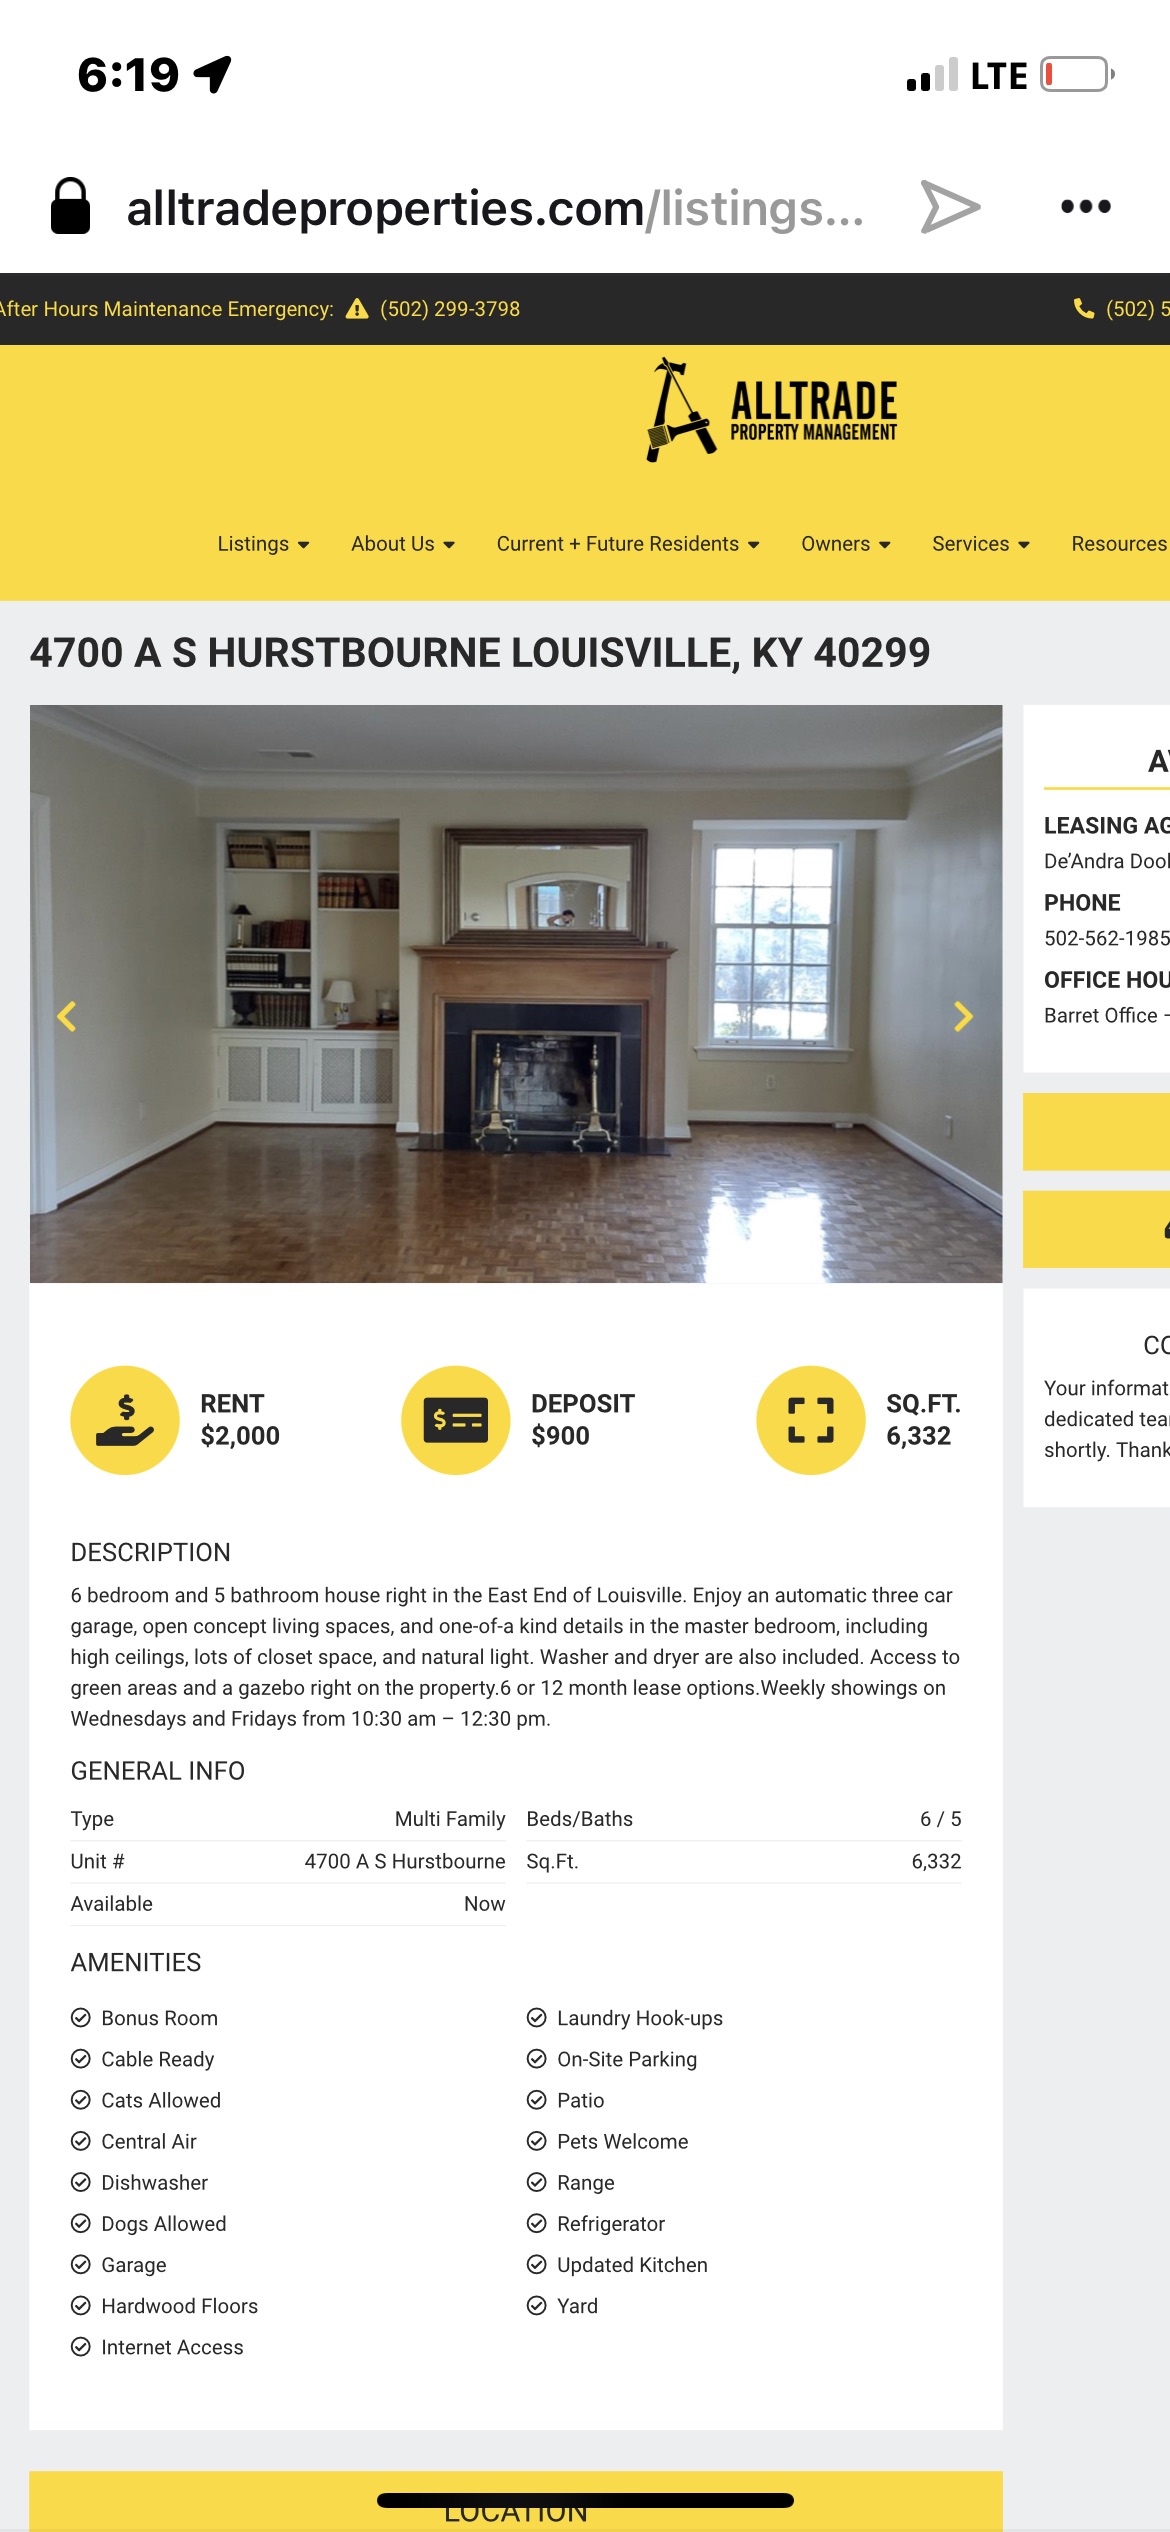 6:19
LTE
alltradeproperties.com/listings...
After Hours Maintenance Emergency: (502) 299-3798
(502) 5
ALLTRADE
PROPERTY MANAGEMENT
Listings
About Us
Current + Future Residents
Owners
Services
Resources
4700 A S HURSTBOURNE LOUISVILLE, KY 40299
LEASING AG
De'Andra Dool
PHONE
502-562-1985
OFFICE HOU
Barret Office –
RENT
$2,000
DEPOSIT
$900
SQ.FT.
6,332
CO
Your informat
dedicated tea
shortly. Thank
DESCRIPTION
6 bedroom and 5 bathroom house right in the East End of Louisville. Enjoy an automatic three car
garage, open concept living spaces, and one-of-a kind details in the master bedroom, including
high ceilings, lots of closet space, and natural light. Washer and dryer are also included. Access to
green areas and a gazebo right on the property.6 or 12 month lease options.Weekly showings on
Wednesdays and Fridays from 10:30 am – 12:30 pm.
GENERAL INFO
Type Multi Family
Beds/Baths 6 / 5
Unit # 4700 A S Hurstbourne
Sq.Ft. 6,332
Available Now
AMENITIES
Bonus Room
Cable Ready
Cats Allowed
Central Air
Dishwasher
Dogs Allowed
Garage
Hardwood Floors
Internet Access
Laundry Hook-ups
On-Site Parking
Patio
Pets Welcome
Range
Refrigerator
Updated Kitchen
Yard
LOCATION